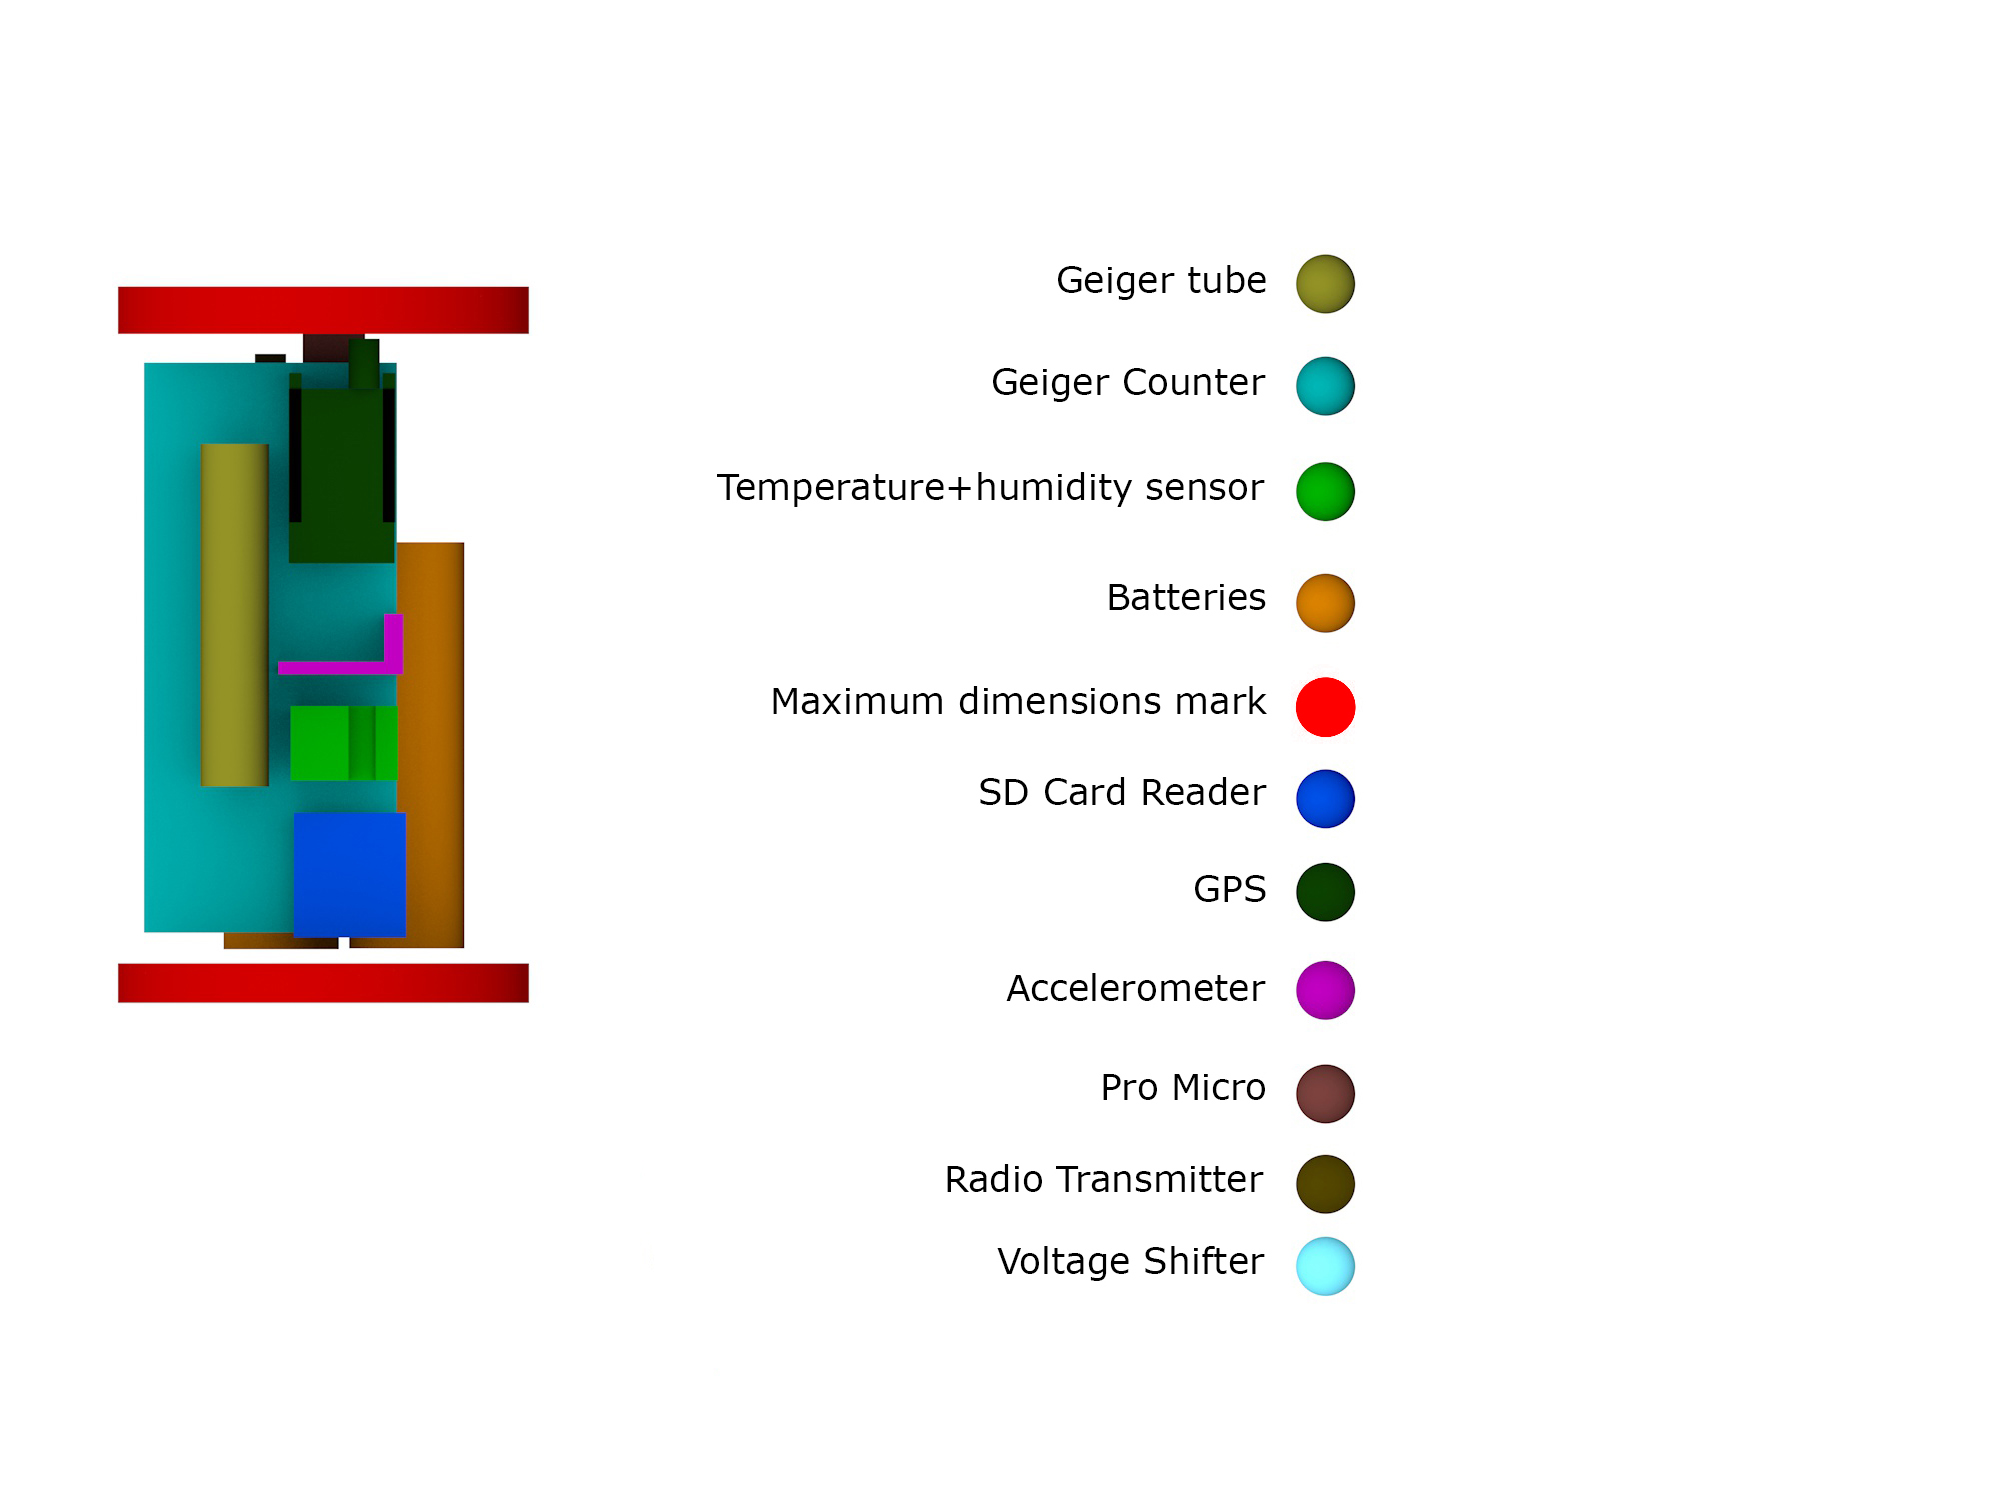 Geiger tube
Geiger Counter
Temperature+humidity sensor
Batteries
Maximum dimensions mark
SD Card Reader
GPS
Accelerometer
Pro Micro
Radio Transmitter
Voltage Shifter